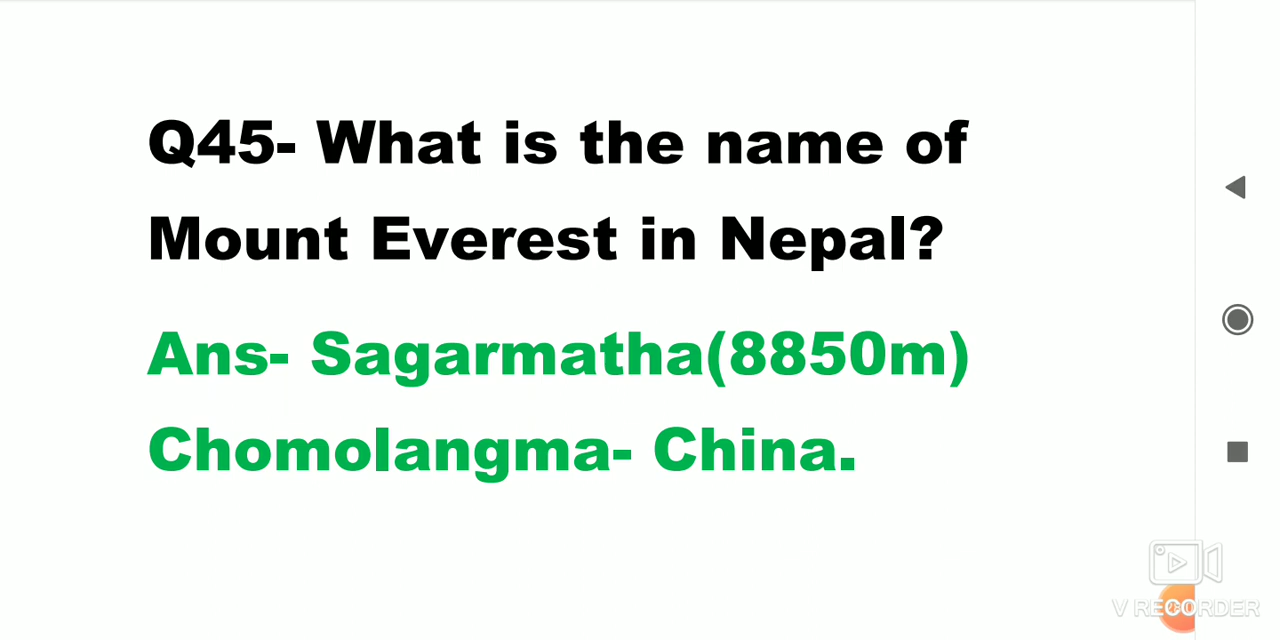 Q45- What is the name of
Mount Everest in Nepal?
Ans- Sagarmatha(8850m)
Chomolangma- China.
V RECORDER